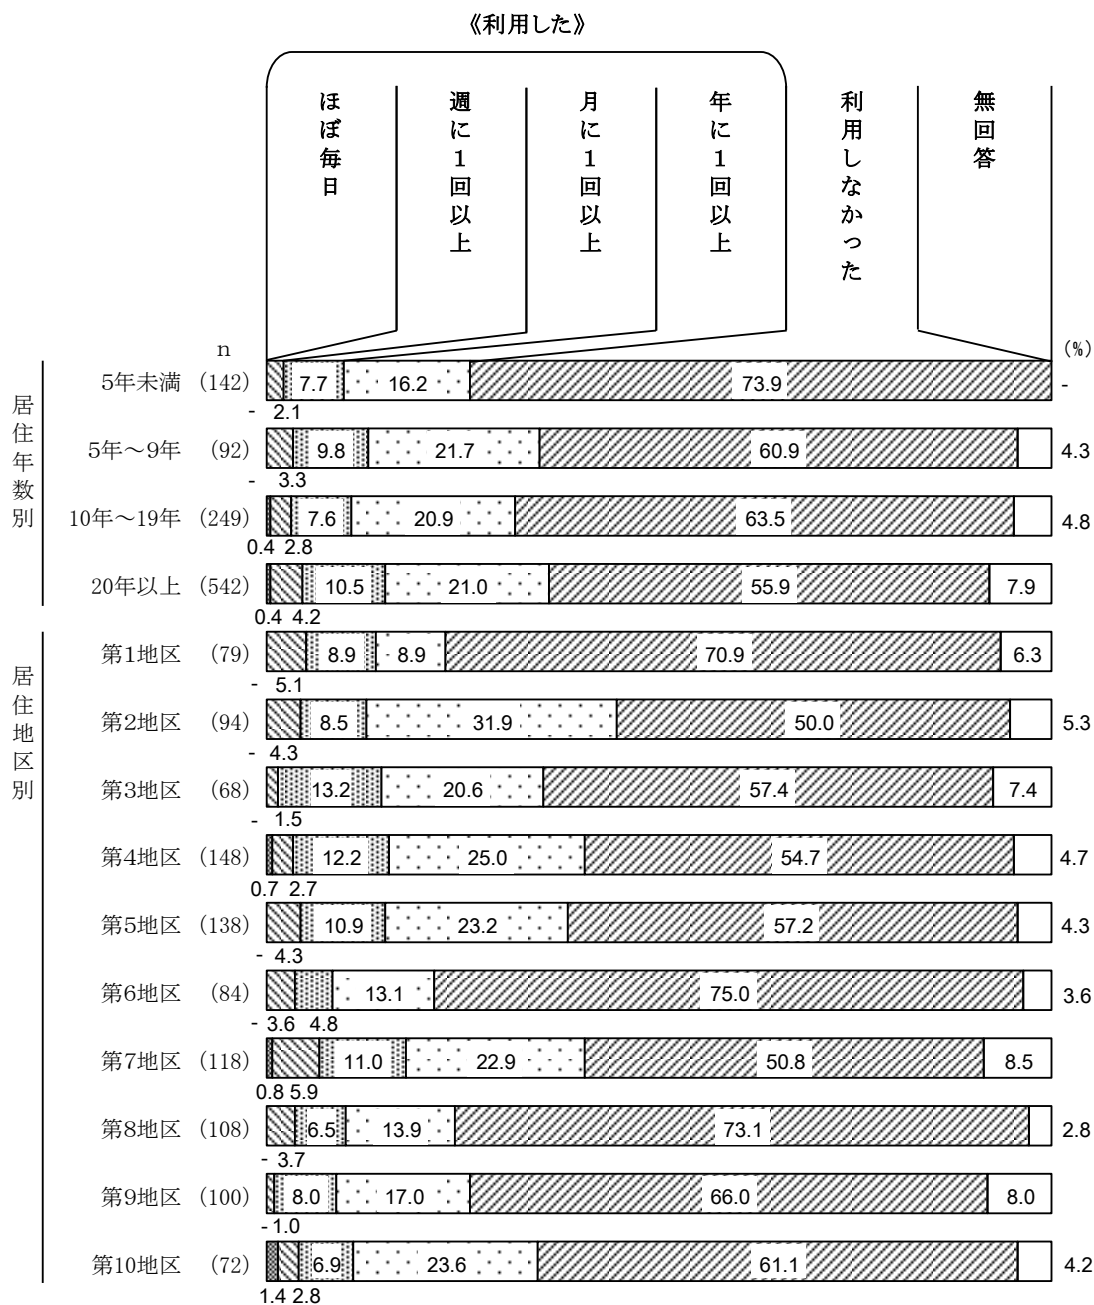 《利用した》
ほぼ毎日
週に1回以上
月に1回以上
年に1回以上
利用しなかった
無回答
n
(%)
居住年数別
5年未満 (142) 7.7 16.2 73.9 -
- 2.1
5年～9年 (92) 9.8 21.7 60.9 4.3
- 3.3
10年～19年 (249) 7.6 20.9 63.5 4.8
0.4 2.8
20年以上 (542) 10.5 21.0 55.9 7.9
0.4 4.2
居住地区別
第1地区 (79) 8.9 8.9 70.9 6.3
- 5.1
第2地区 (94) 8.5 31.9 50.0 5.3
- 4.3
第3地区 (68) 13.2 20.6 57.4 7.4
- 1.5
第4地区 (148) 12.2 25.0 54.7 4.7
0.7 2.7
第5地区 (138) 10.9 23.2 57.2 4.3
- 4.3
第6地区 (84) 13.1 75.0 3.6
- 3.6 4.8
第7地区 (118) 11.0 22.9 50.8 8.5
0.8 5.9
第8地区 (108) 6.5 13.9 73.1 2.8
- 3.7
第9地区 (100) 8.0 17.0 66.0 8.0
- 1.0
第10地区 (72) 6.9 23.6 61.1 4.2
1.4 2.8